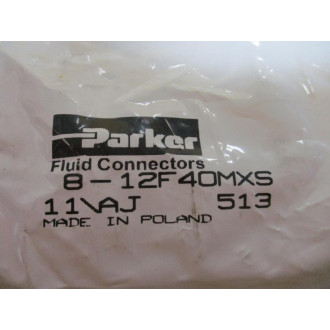 Parker
Fluid Connectors
8-12F40MXS
11\AJ 513
MADE IN POLAND